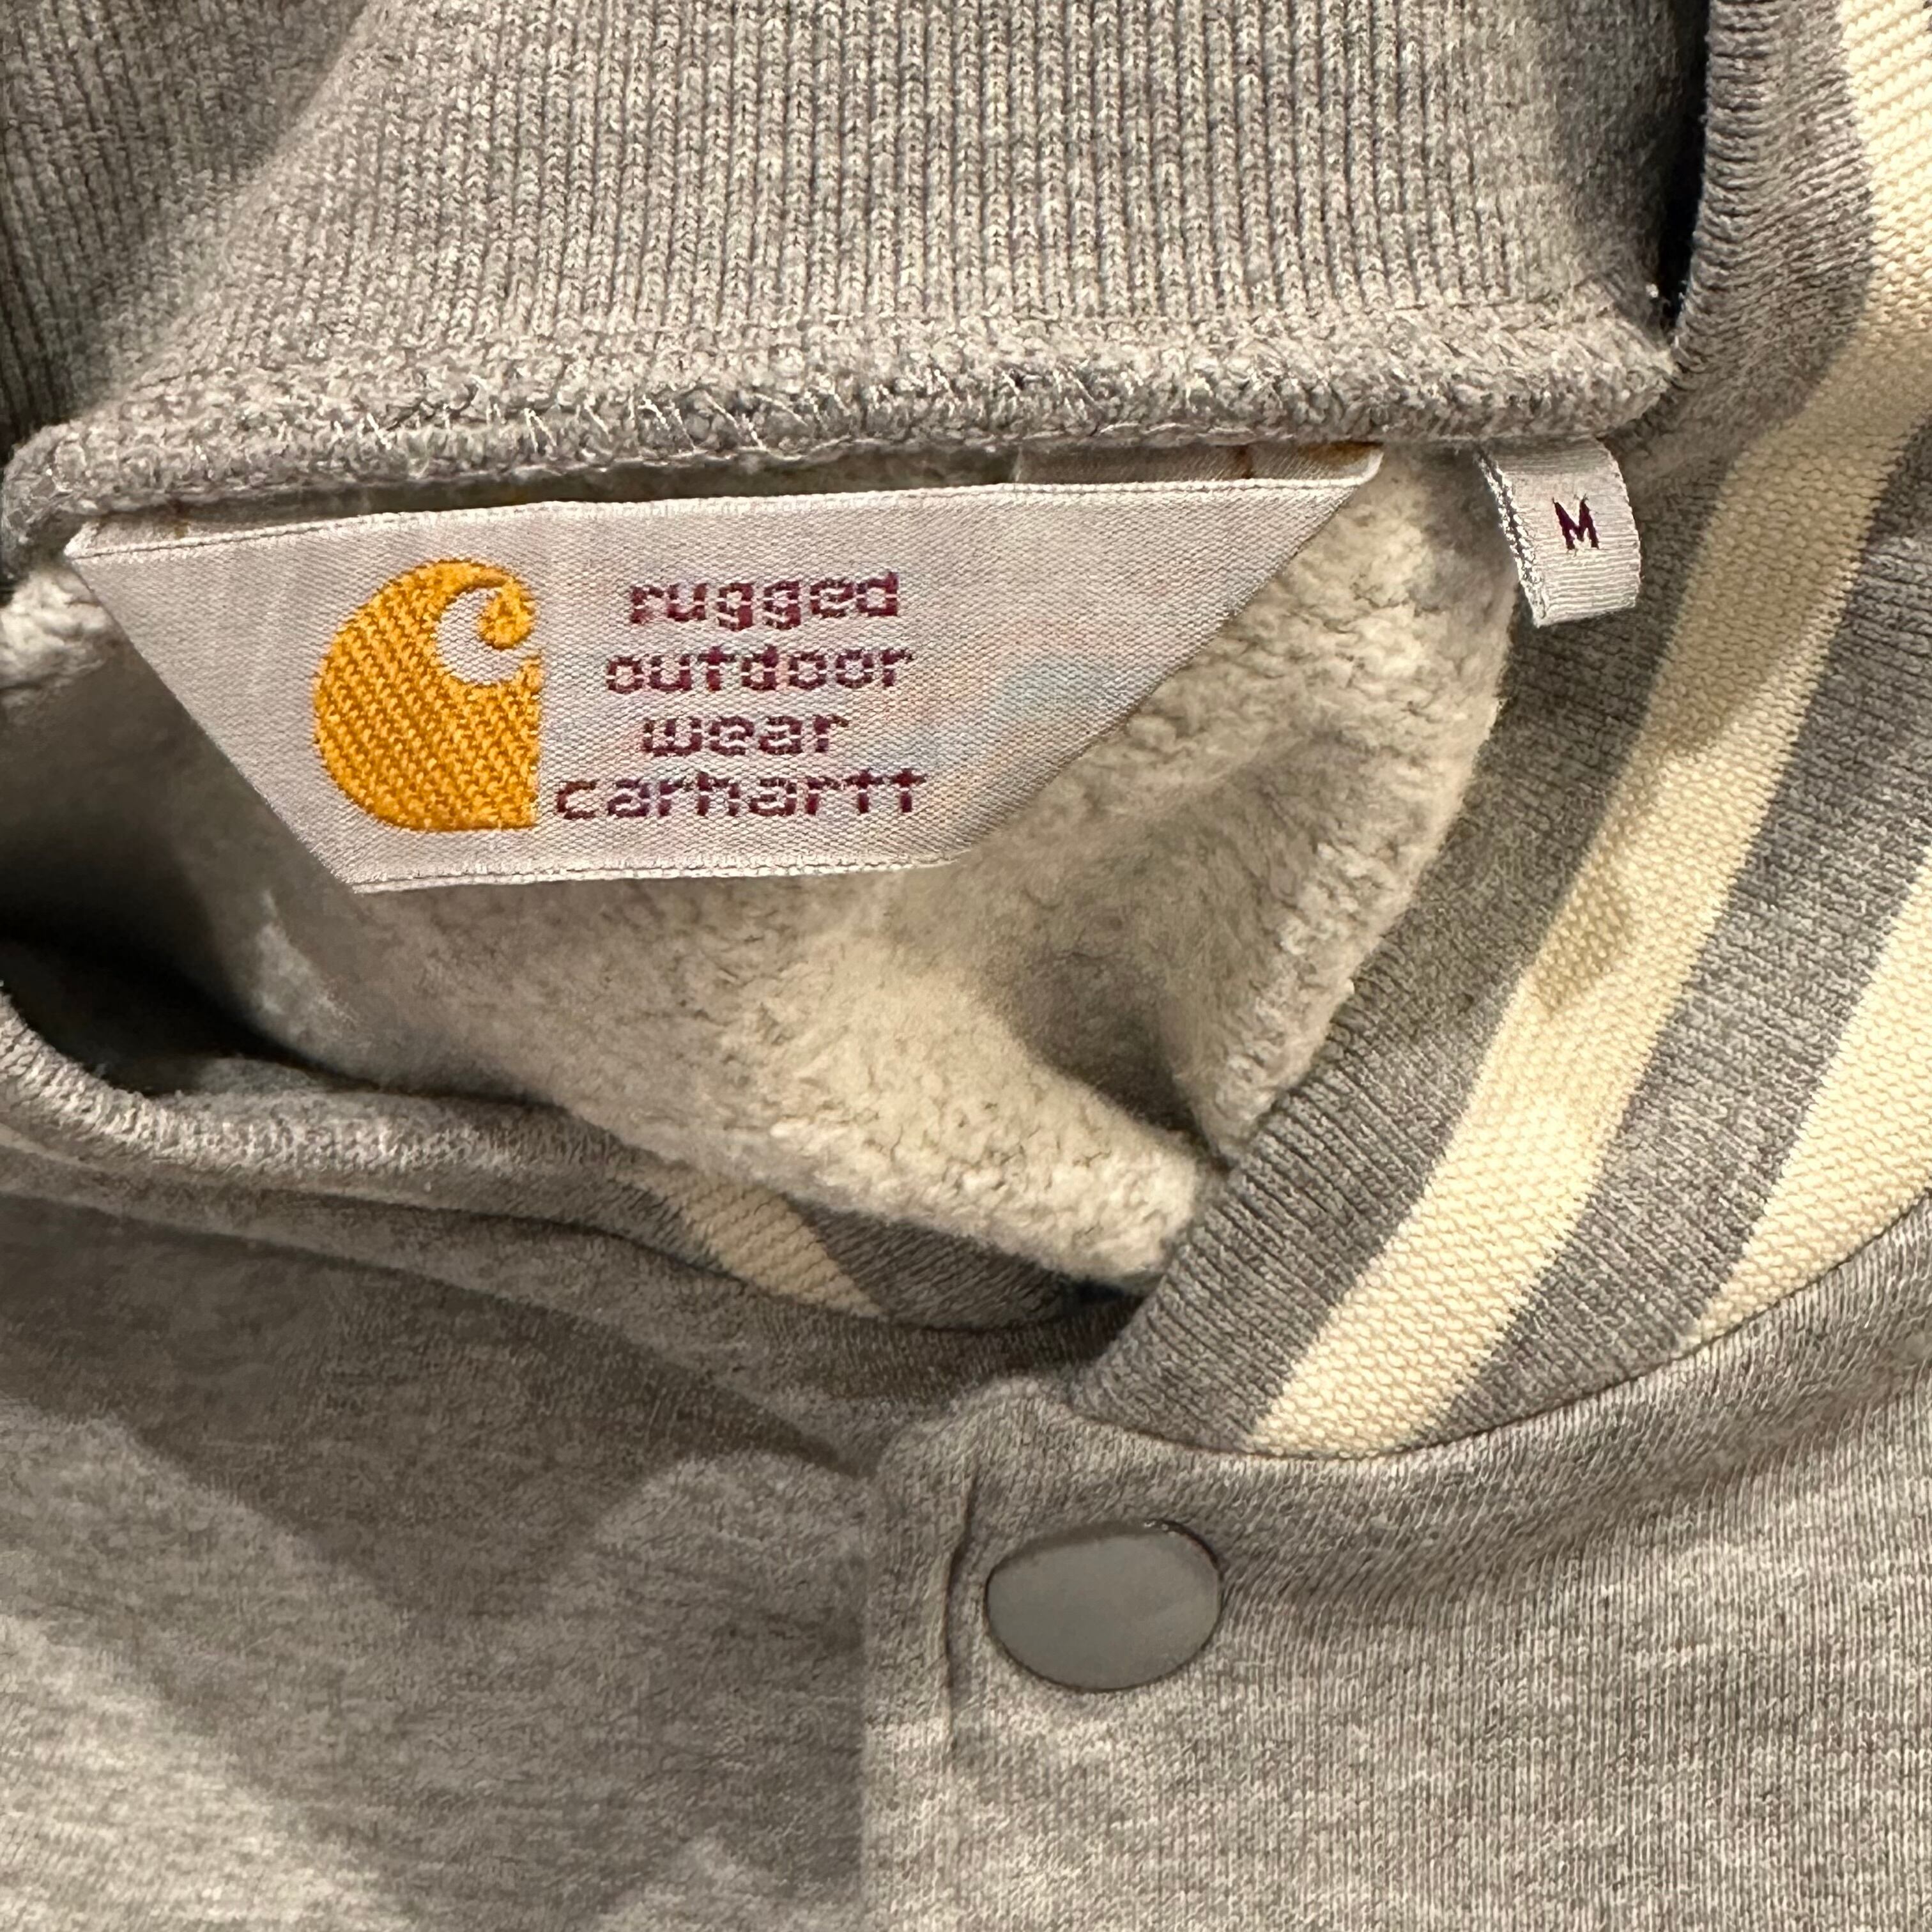 rugged
outdoor
wear
carhartt
M